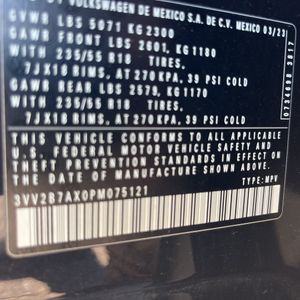 VOLKSWAGEN DE MEXICO S.A. DE C.V. MEXICO 03/23
GVWR LBS 5071 KG 2300
GAWR FRONT LBS 2601, KG 1180
WITH 235/55 R18 TIRES.
7JX18 RIMS, AT 270 KPA, 39 PSI COLD
GAWR REAR LBS 2579, KG 1170
WITH 235/55 R18 TIRES.
7JX18 RIMS, AT 270 KPA, 39 PSI COLD
THIS VEHICLE CONFORMS TO ALL APPLICABLE
U.S. FEDERAL MOTOR VEHICLE SAFETY AND
THEFT PREVENTION STANDARDS IN EFFECT
THE DATE OF MANUFACTURE SHOWN
3VV2B7AX0PM075121
TYPE: MPV
0734698 3617